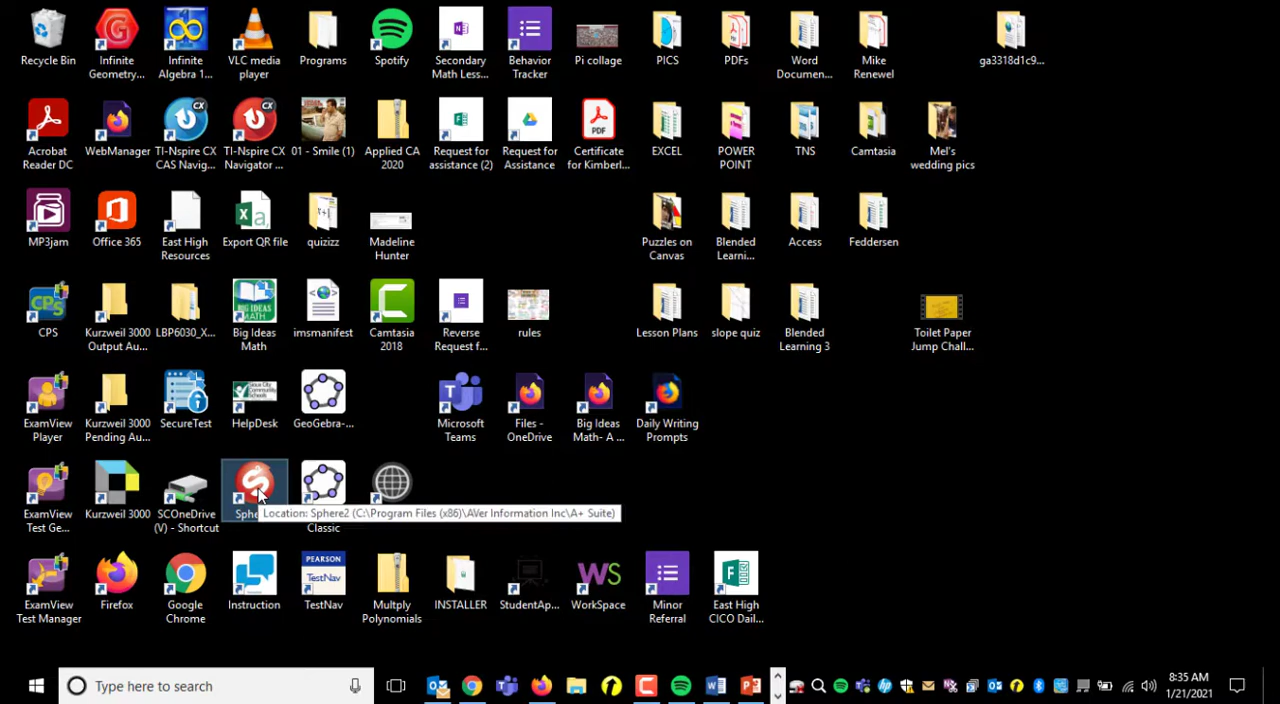 Recycle Bin
Infinite
Geometry...
Infinite
Algebra 1...
VLC media
player
Programs
Spotify
Secondary
Math Less...
Behavior
Tracker
Pi collage
PICS
PDFs
Word
Documen...
Mike
Renewel
ga3318d1c9...
Acrobat
Reader DC
WebManager
TI-Nspire CX
CAS Navig...
TI-Nspire CX
Navigator ...
01 - Smile (1)
Applied CA
2020
Request for
assistance (2)
Request for
Assistance
PDF
Certificate
for Kimberl...
EXCEL
POWER
POINT
TNS
Camtasia
Mel's
wedding pics
MP3jam
Office 365
East High
Resources
Export QR file
quizizz
Madeline
Hunter
Puzzles on
Canvas
Blended
Learni...
Access
Feddersen
CPS
CPS
Kurzweil 3000
Output Au...
LBP6030_X...
BIG IDEAS
MATH
Big Ideas
Math
imsmanifest
Camtasia
2018
Reverse
Request f...
rules
Lesson Plans
slope quiz
Blended
Learning 3
Toilet Paper
Jump Chall...
ExamView
Player
Kurzweil 3000
Pending Au...
SecureTest
HelpDesk
GeoGebra-...
Microsoft
Teams
Files -
OneDrive
Big Ideas
Math- A ...
Daily Writing
Prompts
ExamView
Test Ge...
Kurzweil 3000
SCOneDrive
(V) - Shortcut
Sphe
Location: Sphere2 (C:\Program Files (x86)\AVer Information Inc\A+ Suite)
Classic
ExamView
Test Manager
Firefox
Google
Chrome
Instruction
PEARSON
TestNav
TestNav
Multply
Polynomials
INSTALLER
StudentAp...
WS
WorkSpace
Minor
Referral
East High
CICO Dail...
Type here to search
8:35 AM
1/21/2021